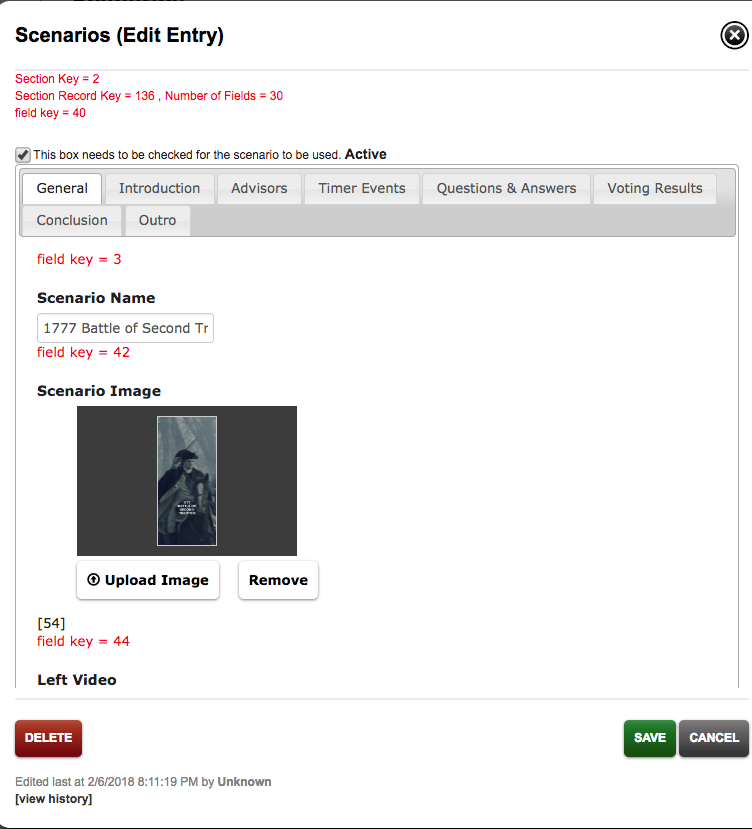 Scenarios (Edit Entry)
Section Key = 2
Section Record Key = 136 , Number of Fields = 30
field key = 40
This box needs to be checked for the scenario to be used. Active
General Introduction Advisors Timer Events Questions & Answers Voting Results
Conclusion Outro
field key = 3
Scenario Name
1777 Battle of Second Tr
field key = 42
Scenario Image
BATTLE OF
SECOND
TRENTON
Upload Image Remove
[54]
field key = 44
Left Video
DELETE SAVE CANCEL
Edited last at 2/6/2018 8:11:19 PM by Unknown
[view history]